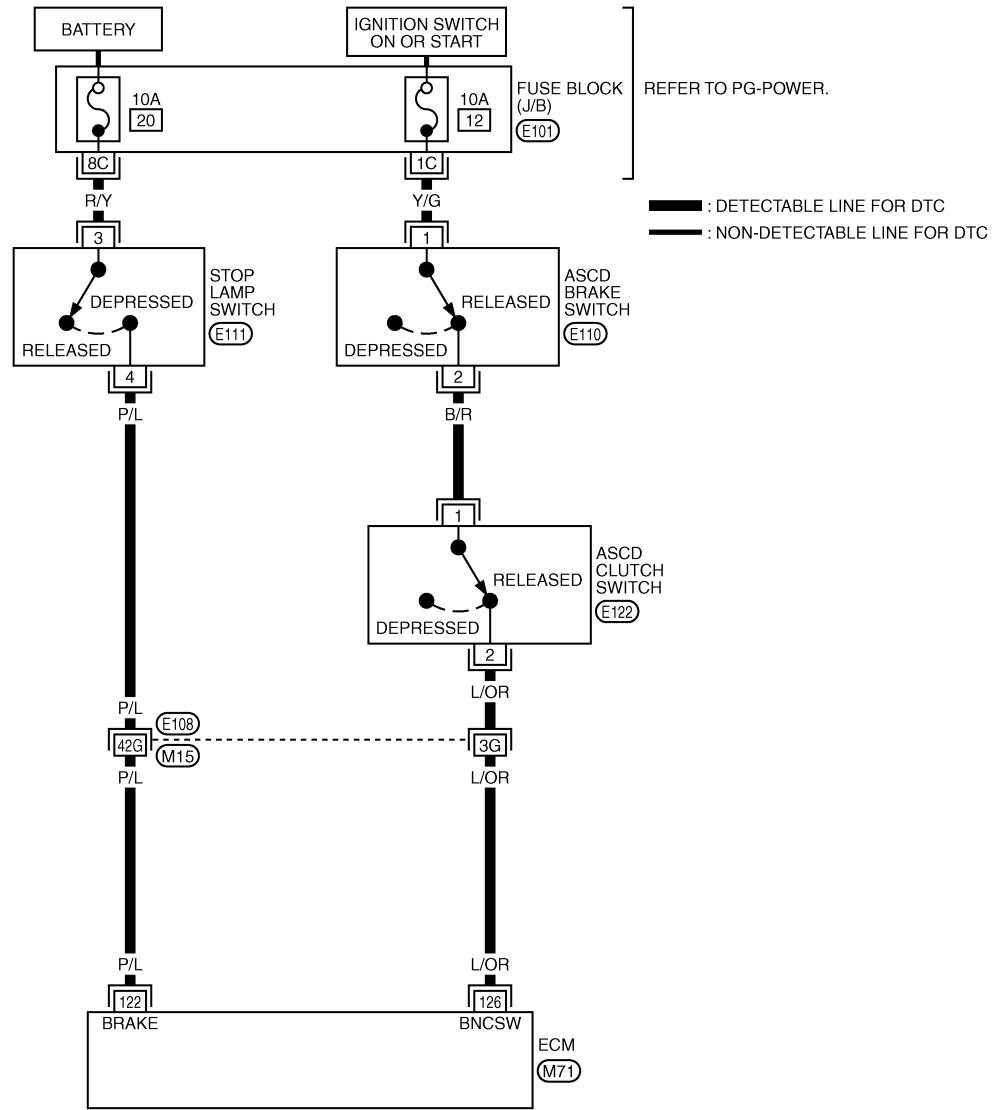 BATTERY
IGNITION SWITCH
ON OR START
10A
20
10A
12
FUSE BLOCK
(J/B)
E101
REFER TO PG-POWER.
8C
1C
R/Y
Y/G
: DETECTABLE LINE FOR DTC
: NON-DETECTABLE LINE FOR DTC
3
1
DEPRESSED
RELEASED
STOP
LAMP
SWITCH
E111
RELEASED
DEPRESSED
ASCD
BRAKE
SWITCH
E110
4
2
P/L
B/R
1
RELEASED
DEPRESSED
ASCD
CLUTCH
SWITCH
E122
2
L/OR
P/L
E108
42G
M15
3G
P/L
L/OR
P/L
L/OR
122
126
BRAKE
BNCSW
ECM
M71